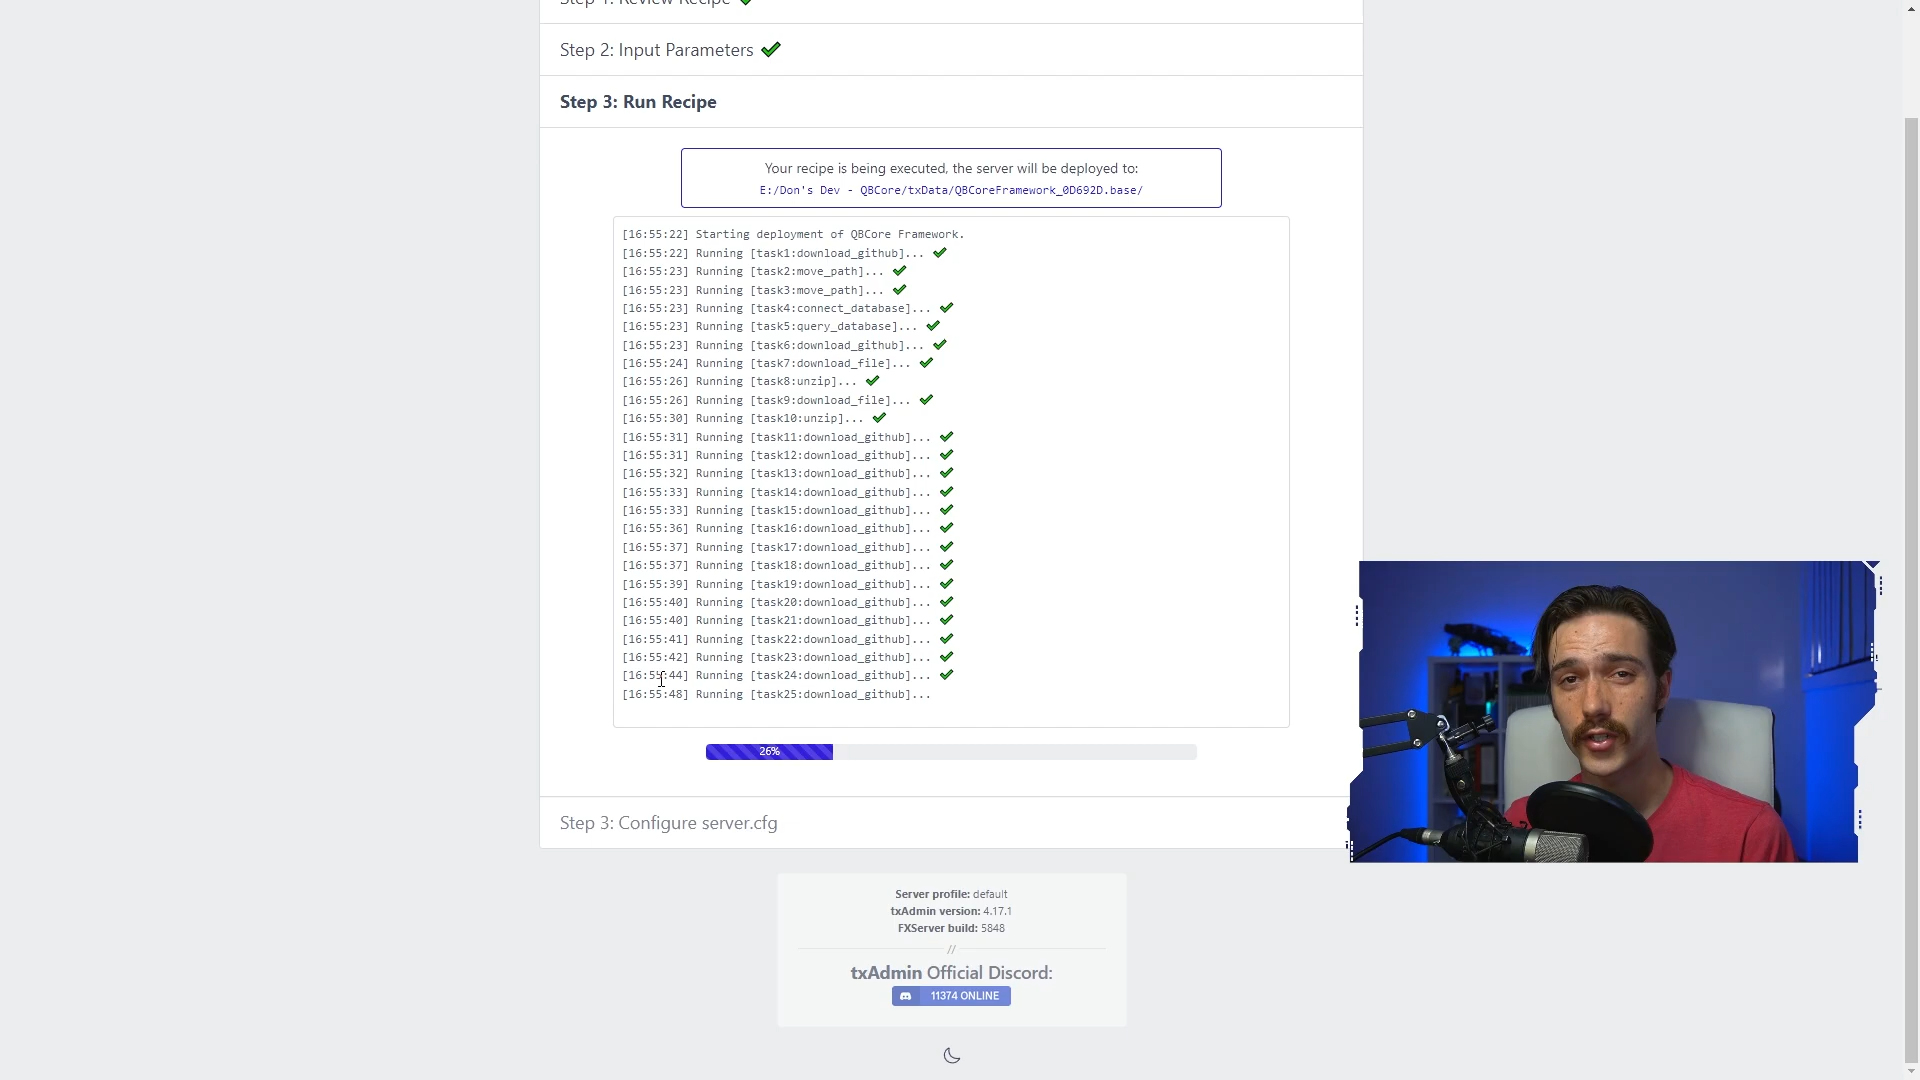 Step 1: Review Recipe
Step 2: Input Parameters
Step 3: Run Recipe
Your recipe is being executed, the server will be deployed to:
E:/Don's Dev - QBCore/txData/QBCoreFramework_0D692D.base/
[16:55:22] Starting deployment of QBCore Framework.
[16:55:22] Running [task1:download_github]... ✔
[16:55:23] Running [task2:move_path]... ✔
[16:55:23] Running [task3:move_path]... ✔
[16:55:23] Running [task4:connect_database]... ✔
[16:55:23] Running [task5:query_database]... ✔
[16:55:23] Running [task6:download_github]... ✔
[16:55:24] Running [task7:download_file]... ✔
[16:55:26] Running [task8:unzip]... ✔
[16:55:26] Running [task9:download_file]... ✔
[16:55:30] Running [task10:unzip]... ✔
[16:55:31] Running [task11:download_github]... ✔
[16:55:31] Running [task12:download_github]... ✔
[16:55:32] Running [task13:download_github]... ✔
[16:55:33] Running [task14:download_github]... ✔
[16:55:33] Running [task15:download_github]... ✔
[16:55:36] Running [task16:download_github]... ✔
[16:55:37] Running [task17:download_github]... ✔
[16:55:37] Running [task18:download_github]... ✔
[16:55:39] Running [task19:download_github]... ✔
[16:55:40] Running [task20:download_github]... ✔
[16:55:40] Running [task21:download_github]... ✔
[16:55:41] Running [task22:download_github]... ✔
[16:55:42] Running [task23:download_github]... ✔
[16:55:44] Running [task24:download_github]... ✔
[16:55:48] Running [task25:download_github]...
26%
Step 3: Configure server.cfg
Server profile: default
txAdmin version: 4.17.1
FXServer build: 5848
//
txAdmin Official Discord:
11374 ONLINE